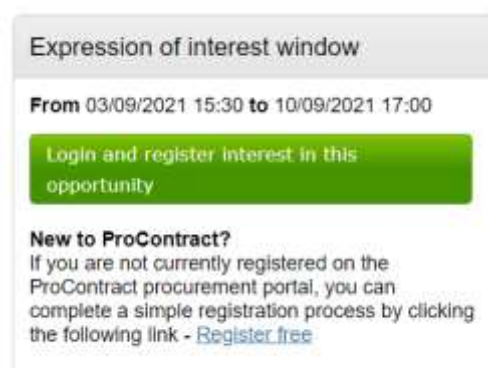 Expression of interest window
From 03/09/2021 15:30 to 10/09/2021 17:00
Login and register interest in this
opportunity
New to ProContract?
If you are not currently registered on the
ProContract procurement portal, you can
complete a simple registration process by clicking
the following link - Register free